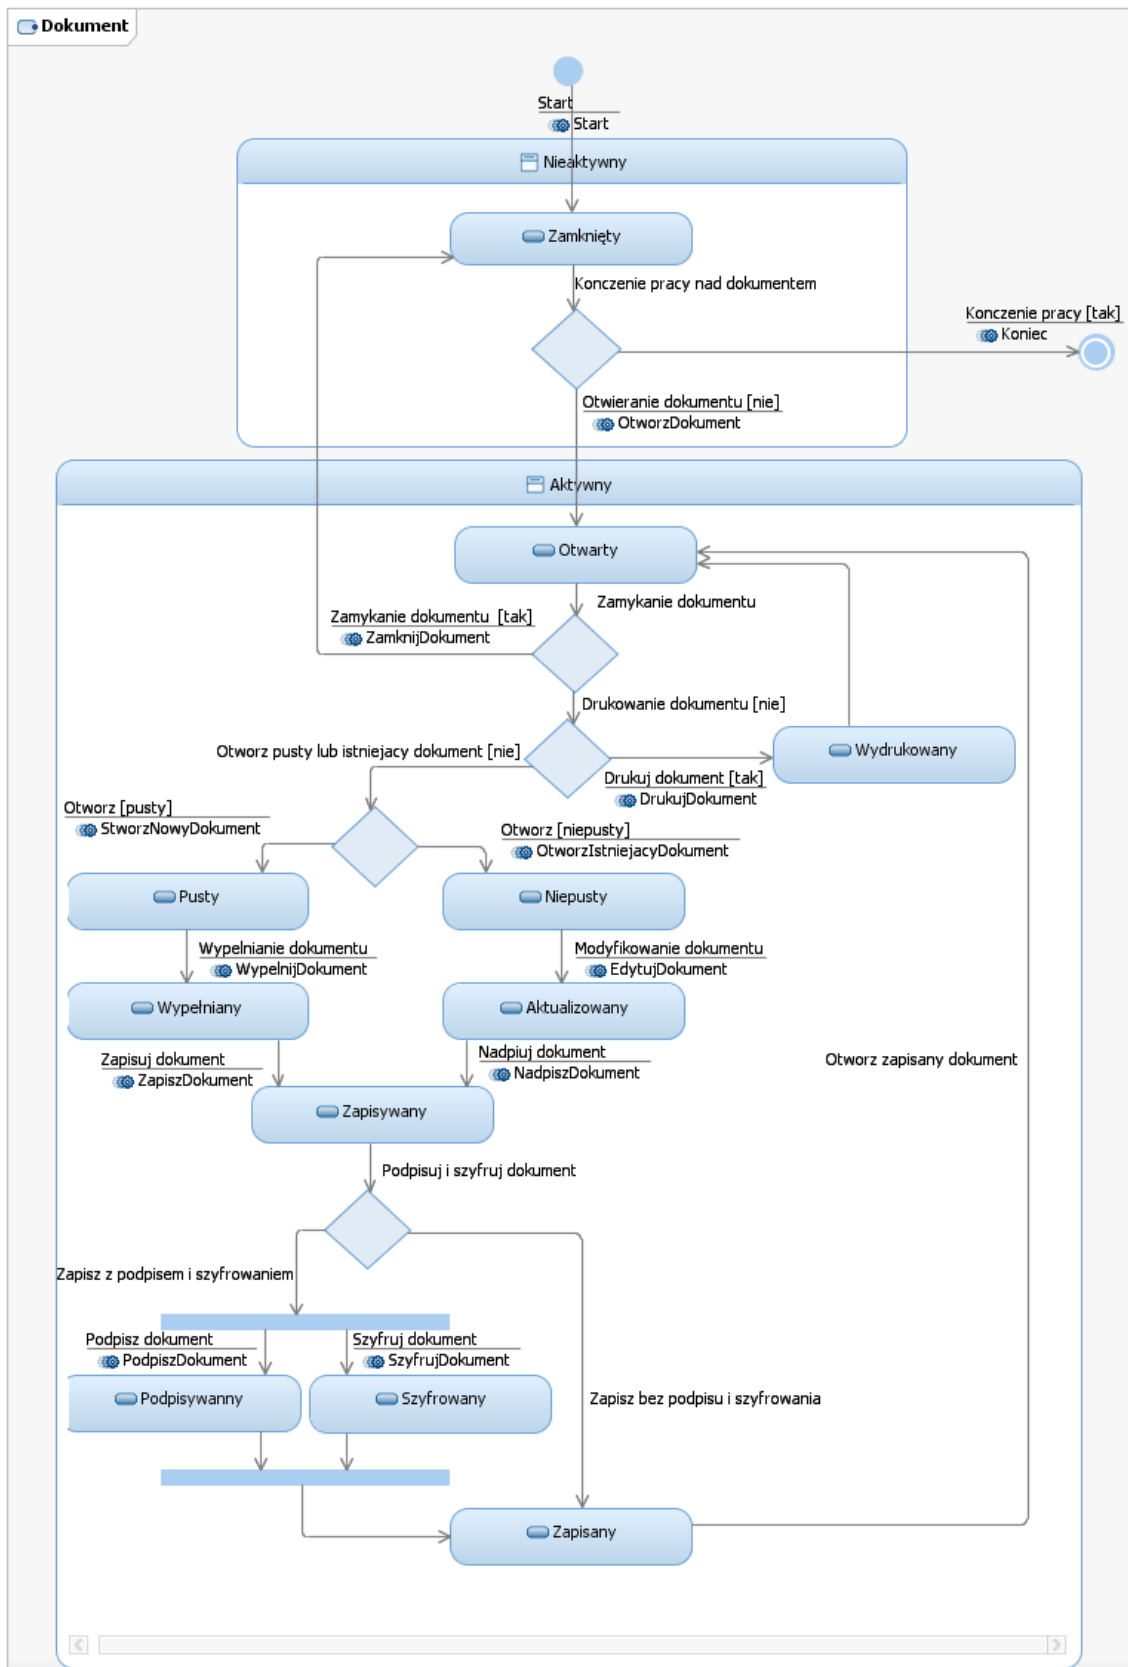 Dokument
Start
Start
Nieaktywny
Zamknięty
Konczenie pracy nad dokumentem
Konczenie pracy [tak]
Koniec
Otwieranie dokumentu [nie]
OtworzDokument
Aktywny
Otwarty
Zamykanie dokumentu
Zamykanie dokumentu [tak]
ZamknijDokument
Drukowanie dokumentu [nie]
Otworz pusty lub istniejacy dokument [nie]
Wydrukowany
Drukuj dokument [tak]
DrukujDokument
Otworz [pusty]
StworzNowyDokument
Otworz [niepusty]
OtworzIstniejacyDokument
Pusty
Niepusty
Wypelnianie dokumentu
WypelnijDokument
Modyfikowanie dokumentu
EdytujDokument
Wypełniany
Aktualizowany
Zapisuj dokument
ZapiszDokument
Nadpiuj dokument
NadpiszDokument
Otworz zapisany dokument
Zapisywany
Podpisuj i szyfruj dokument
Zapisz z podpisem i szyfrowaniem
Podpisz dokument
PodpiszDokument
Szyfruj dokument
SzyfrujDokument
Podpisywanny
Szyfrowany
Zapisz bez podpisu i szyfrowania
Zapisany